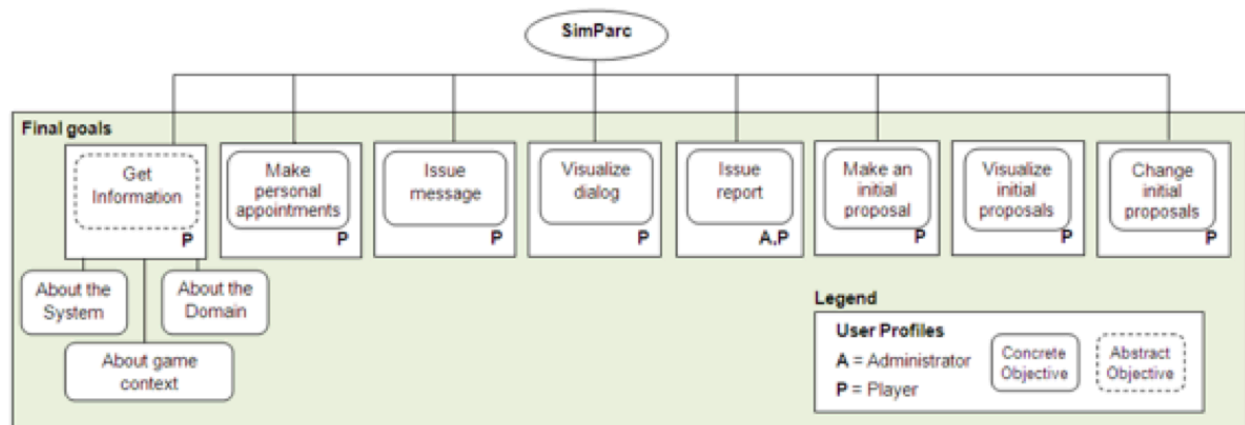 SimParc
Final goals
Get
Information
P
Make
personal
appointments
P
Issue
message
P
Visualize
dialog
P
Issue
report
A,P
Make an
initial
proposal
P
Visualize
initial
proposals
P
Change
initial
proposals
P
About the
System
About the
Domain
About game
context
Legend
User Profiles
A = Administrator
P = Player
Concrete
Objective
Abstract
Objective